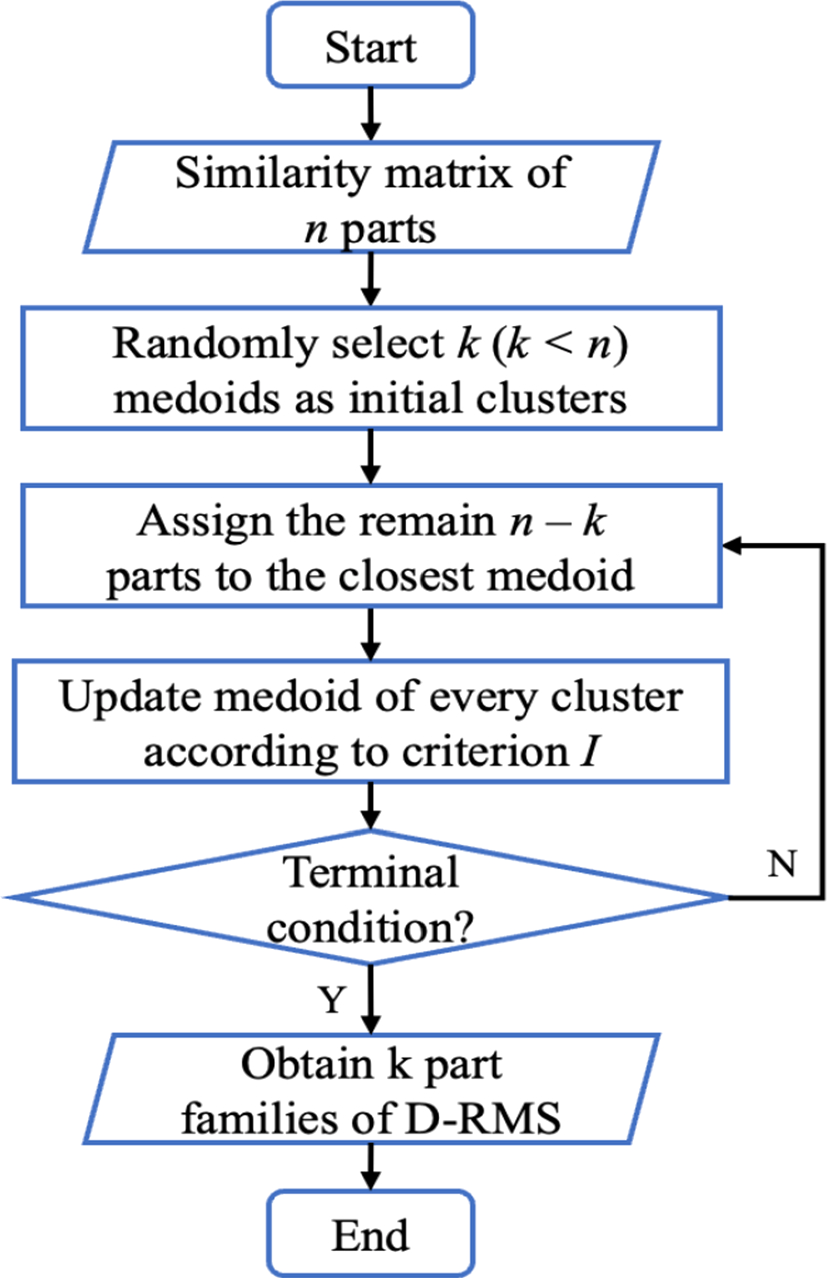 Start
Similarity matrix of
n parts
Randomly select k (k < n)
medoids as initial clusters
Assign the remain n – k
parts to the closest medoid
Update medoid of every cluster
according to criterion I
Terminal
condition?
N
Y
Obtain k part
families of D-RMS
End